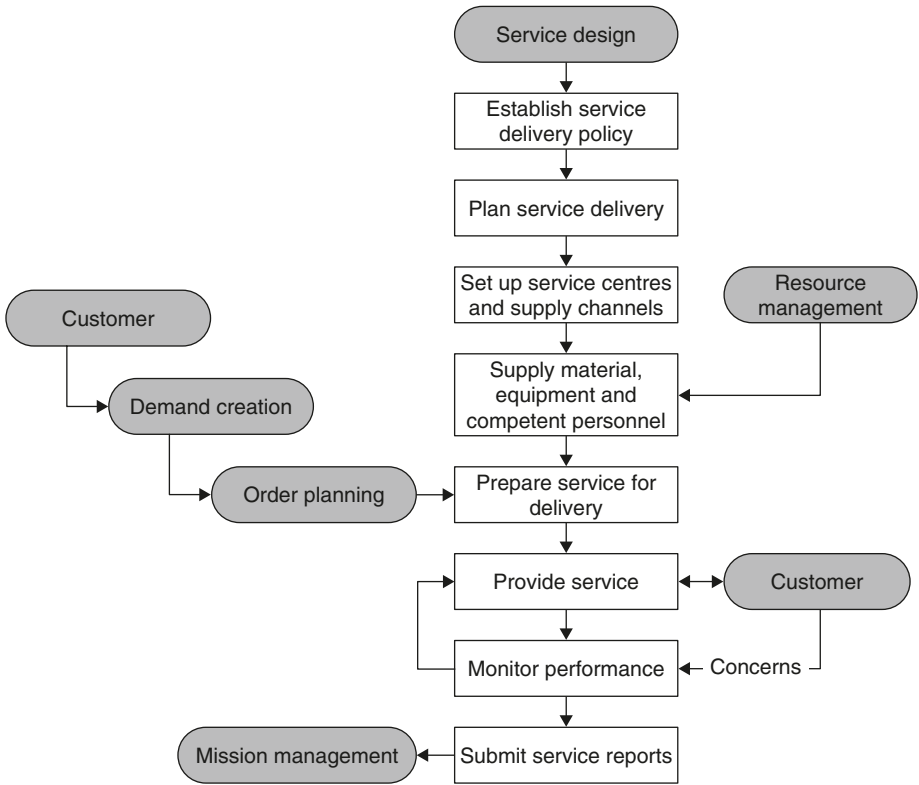 Service design
Establish service
delivery policy
Plan service delivery
Set up service centres
and supply channels
Resource
management
Customer
Supply material,
equipment and
competent personnel
Demand creation
Order planning
Prepare service for
delivery
Provide service
Customer
Monitor performance
Concerns
Mission management
Submit service reports